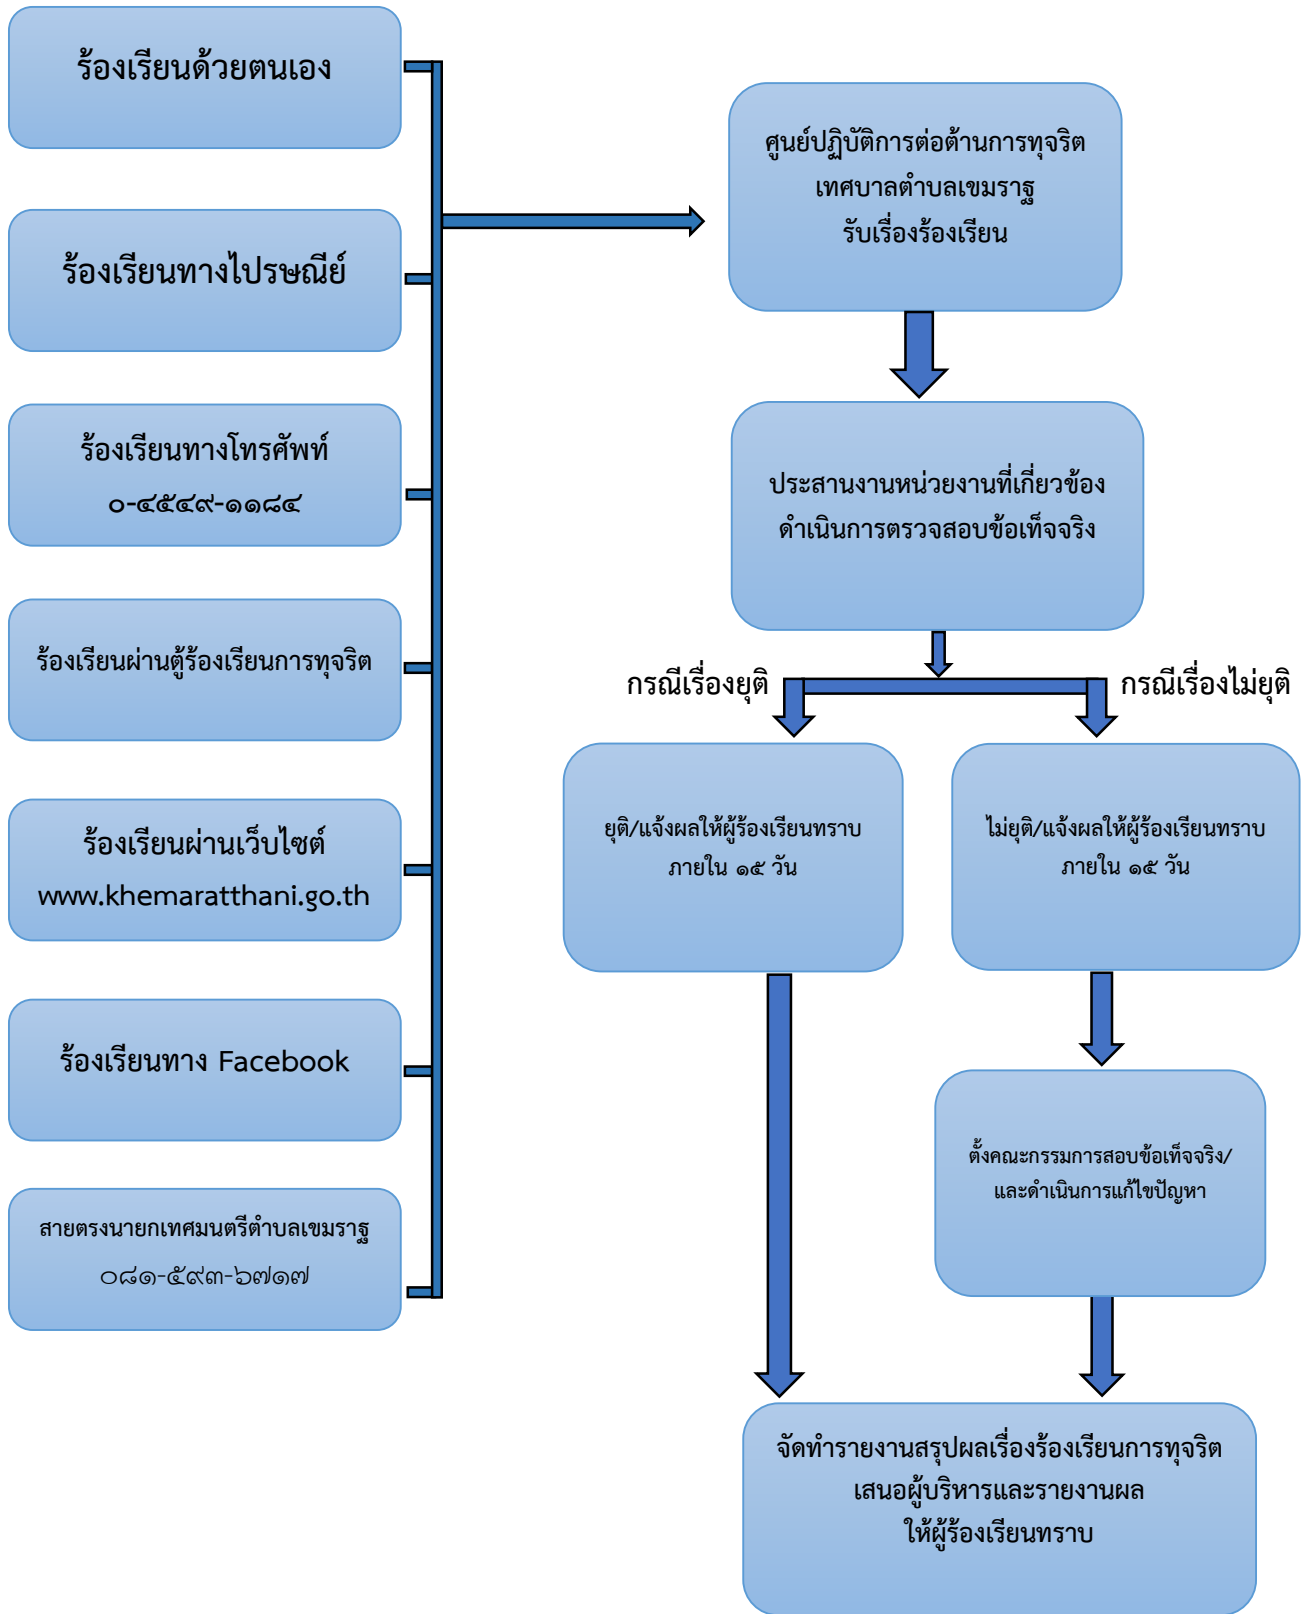 ร้องเรียนด้วยตนเอง
ร้องเรียนทางไปรษณีย์
ร้องเรียนทางโทรศัพท์
๐-๔๕๔๙-๑๑๘๔
ร้องเรียนผ่านตู้ร้องเรียนการทุจริต
ร้องเรียนผ่านเว็บไซต์
www.khemaratthani.go.th
ร้องเรียนทาง Facebook
สายตรงนายกเทศมนตรีตำบลเขมราฐ
๐๘๑-๕๙๓-๖๗๑๗
ศูนย์ปฏิบัติการต่อต้านการทุจริต
เทศบาลตำบลเขมราฐ
รับเรื่องร้องเรียน
ประสานงานหน่วยงานที่เกี่ยวข้อง
ดำเนินการตรวจสอบข้อเท็จจริง
กรณีเรื่องยุติ
กรณีเรื่องไม่ยุติ
ยุติ/แจ้งผลให้ผู้ร้องเรียนทราบ
ภายใน ๑๕ วัน
ไม่ยุติ/แจ้งผลให้ผู้ร้องเรียนทราบ
ภายใน ๑๕ วัน
ตั้งคณะกรรมการสอบข้อเท็จจริง/
และดำเนินการแก้ไขปัญหา
จัดทำรายงานสรุปผลเรื่องร้องเรียนการทุจริต
เสนอผู้บริหารและรายงานผล
ให้ผู้ร้องเรียนทราบ